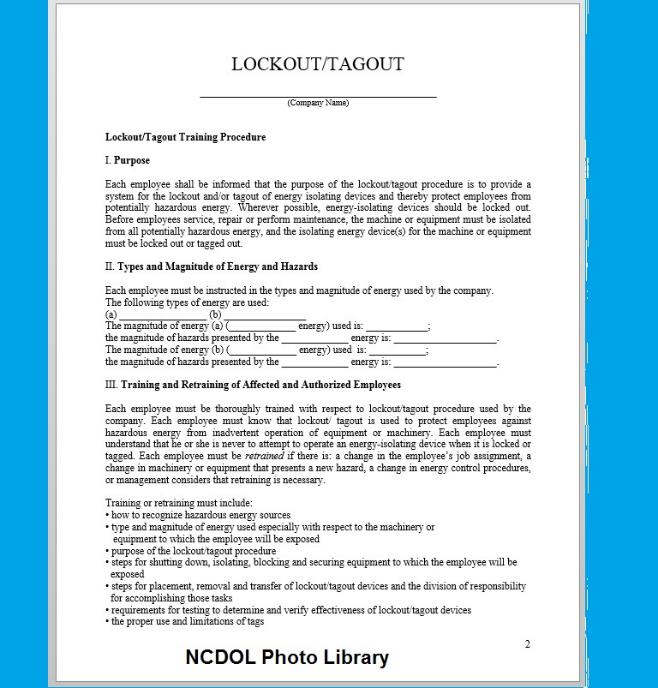 LOCKOUT/TAGOUT
(Company Name)
Lockout/Tagout Training Procedure
I. Purpose
Each employee shall be informed that the purpose of the lockout/tagout procedure is to provide a
system for the lockout and/or tagout of energy isolating devices and thereby protect employees from
potentially hazardous energy. Wherever possible, energy-isolating devices should be locked out.
Before employees service, repair or perform maintenance, the machine or equipment must be isolated
from all potentially hazardous energy, and the isolating energy device(s) for the machine or equipment
must be locked out or tagged out.
II. Types and Magnitude of Energy and Hazards
Each employee must be instructed in the types and magnitude of energy used by the company.
The following types of energy are used:
(a) __________________ (b) _________________
The magnitude of energy (a) (______________ energy) used is: _____________;
the magnitude of hazards presented by the ______________ energy is: ______________________.
The magnitude of energy (b) (______________ energy) used is: ____________;
the magnitude of hazards presented by the ______________ energy is: ______________________.
III. Training and Retraining of Affected and Authorized Employees
Each employee must be thoroughly trained with respect to lockout/tagout procedure used by the
company. Each employee must know that lockout/ tagout is used to protect employees against
hazardous energy from inadvertent operation of equipment or machinery. Each employee must
understand that he or she is never to attempt to operate an energy-isolating device when it is locked or
tagged. Each employee must be retrained if there is: a change in the employee's job assignment, a
change in machinery or equipment that presents a new hazard, a change in energy control procedures,
or management considers that retraining is necessary.
Training or retraining must include:
• how to recognize hazardous energy sources
• type and magnitude of energy used especially with respect to the machinery or
equipment to which the employee will be exposed
• purpose of the lockout/tagout procedure
• steps for shutting down, isolating, blocking and securing equipment to which the employee will be
exposed
• steps for placement, removal and transfer of lockout/tagout devices and the division of responsibility
for accomplishing those tasks
• requirements for testing to determine and verify effectiveness of lockout/tagout devices
• the proper use and limitations of tags
2
NCDOL Photo Library